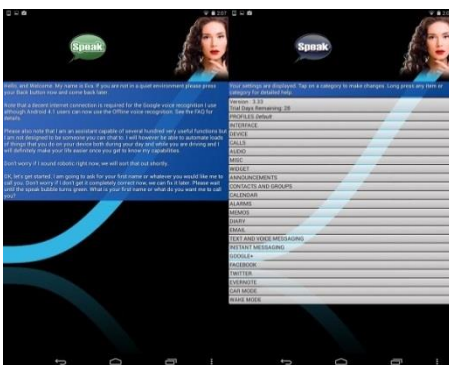 2:07
Speak
Hello, and Welcome. My name is Eva. If you are not in a quiet environment please press
your Back button now and come back later.
Note that a decent internet connection is required for the Google voice recognition I use
although Android 4.1 users can now use the Offline voice recognition. See the FAQ for
details.
Please also note that I am an assistant capable of several hundred very useful functions but
I am not designed to be someone you can chat to. I will however be able to automate loads
of things that you do on your device both during your day and while you are driving and I
will definitely make your life easier once you get to know my capabilities.
Don't worry if I sound robotic right now, we will sort that out shortly.
OK, let's get started. I am going to ask for your first name or whatever you would like me to
call you. Don't worry if I don't get it completely correct now, we can fix it later. Please wait
until the speak bubble turns green. What is your first name or what do you want me to call
you?
Speak
Your settings are displayed. Tap on a category to make changes. Long press any item or
category for detailed help.
Version : 3.33
Trial Days Remaining: 28
PROFILES Default
INTERFACE
DEVICE
CALLS
AUDIO
MISC
WIDGET
ANNOUNCEMENTS
CONTACTS AND GROUPS
CALENDAR
ALARMS
MEMOS
DIARY
EMAIL
TEXT AND VOICE MESSAGING
INSTANT MESSAGING
GOOGLE+
FACEBOOK
TWITTER
EVERNOTE
CAR MODE
WAKE MODE